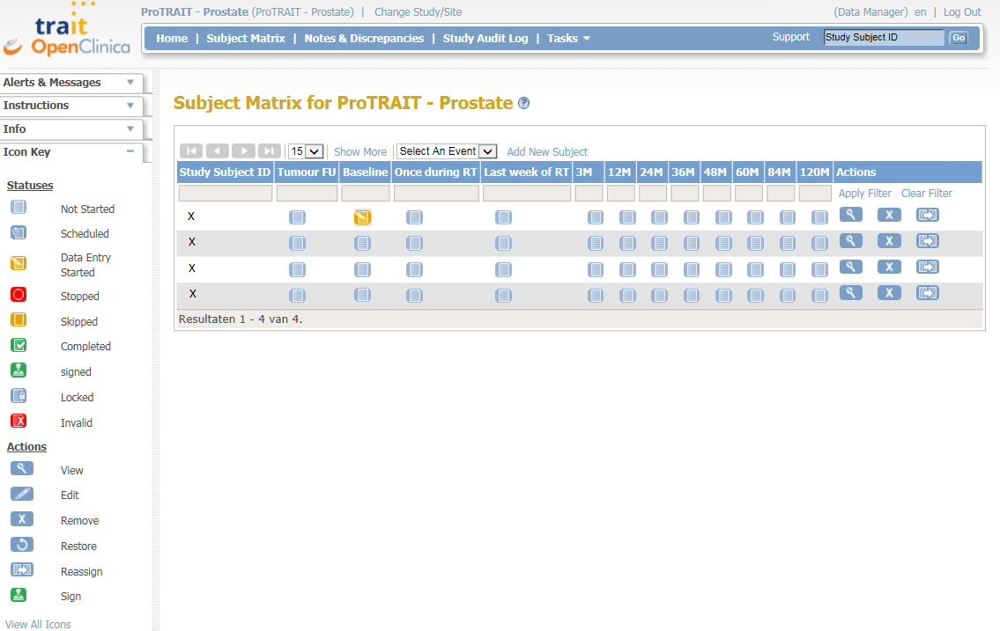 trait
OpenClinica
ProTRAIT - Prostate (ProTRAIT - Prostate) | Change Study/Site
(Data Manager) en | Log Out
Home | Subject Matrix | Notes & Discrepancies | Study Audit Log | Tasks
Support Study Subject ID Go
Alerts & Messages
Instructions
Info
Icon Key
Statuses
Not Started
Scheduled
Data Entry
Started
Stopped
Skipped
Completed
signed
Locked
Invalid
Actions
View
Edit
X Remove
Restore
Reassign
Sign
View All Icons
Subject Matrix for ProTRAIT - Prostate ?
15 | Show More | Select An Event Add New Subject
Study Subject ID Tumour FU Baseline Once during RT Last week of RT 3M 12M 24M 36M 48M 60M 84M 120M Actions
Apply Filter Clear Filter
X X
X X
X X
X X
Resultaten 1 - 4 van 4.